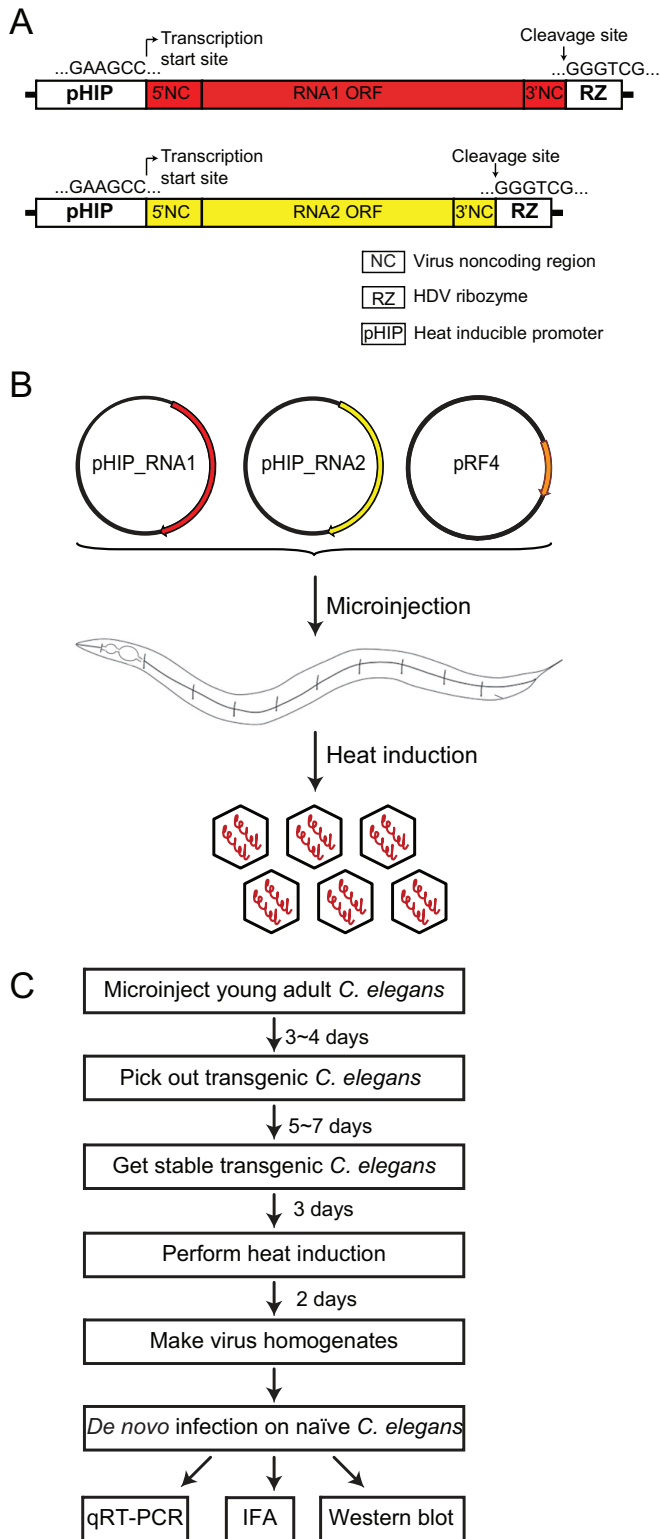 A
Transcription
start site
Cleavage site
...GAAGCC...
...GGGTCG...
pHIP
5'NC
RNA1 ORF
3'NC
RZ
Transcription
start site
Cleavage site
...GAAGCC...
...GGGTCG...
pHIP
5'NC
RNA2 ORF
3'NC
RZ
NC Virus noncoding region
RZ HDV ribozyme
pHIP Heat inducible promoter
B
pHIP_RNA1
pHIP_RNA2
pRF4
Microinjection
Heat induction
C
Microinject young adult C. elegans
3~4 days
Pick out transgenic C. elegans
5~7 days
Get stable transgenic C. elegans
3 days
Perform heat induction
2 days
Make virus homogenates
De novo infection on naïve C. elegans
qRT-PCR
IFA
Western blot